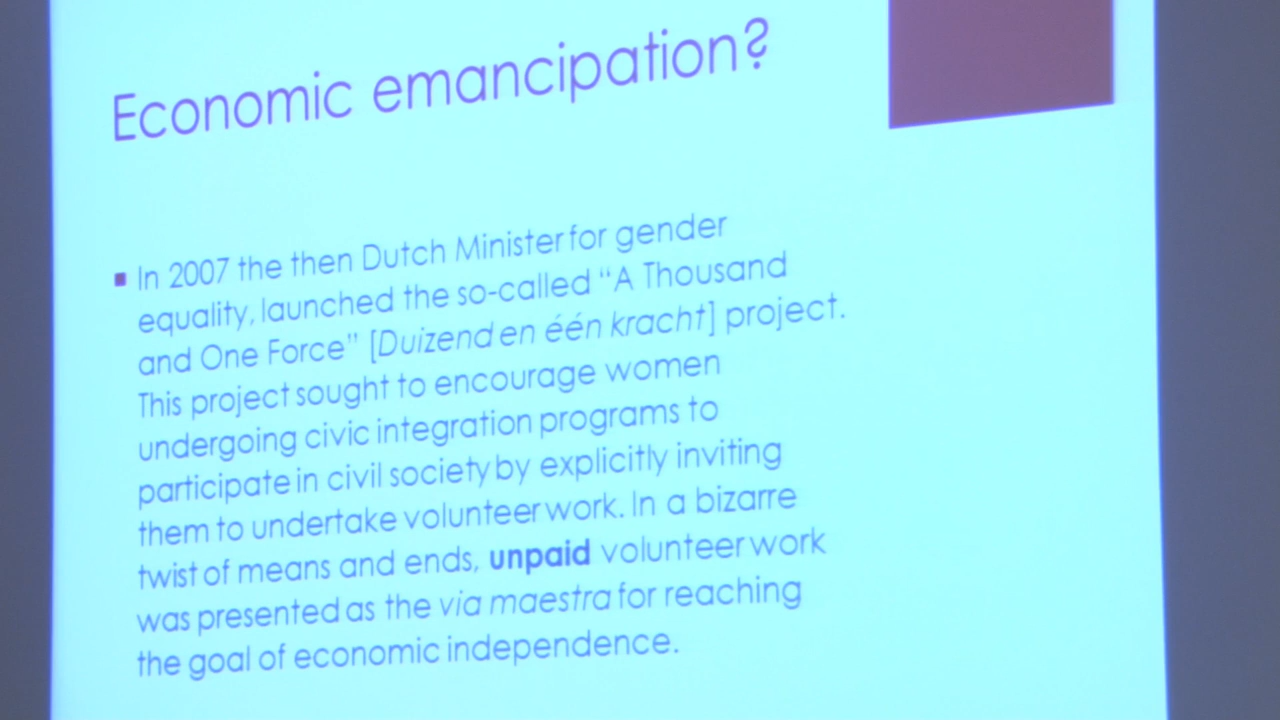 Economic emancipation?
In 2007 the then Dutch Minister for gender
equality, launched the so-called “A Thousand
and One Force” [Duizend en één kracht] project.
This project sought to encourage women
undergoing civic integration programs to
participate in civil society by explicitly inviting
them to undertake volunteer work. In a bizarre
twist of means and ends, unpaid volunteer work
was presented as the via maestra for reaching
the goal of economic independence.